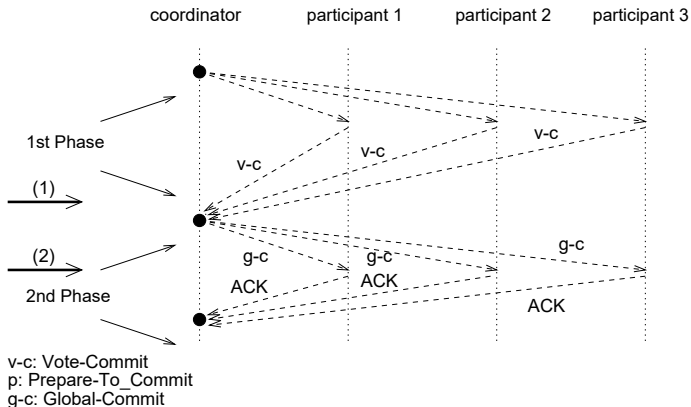 coordinator participant 1 participant 2 participant 3
v-c
1st Phase
v-c
v-c
(1)
g-c
(2)
g-c
g-c
ACK
ACK
2nd Phase
ACK
v-c: Vote-Commit
p: Prepare-To_Commit
g-c: Global-Commit